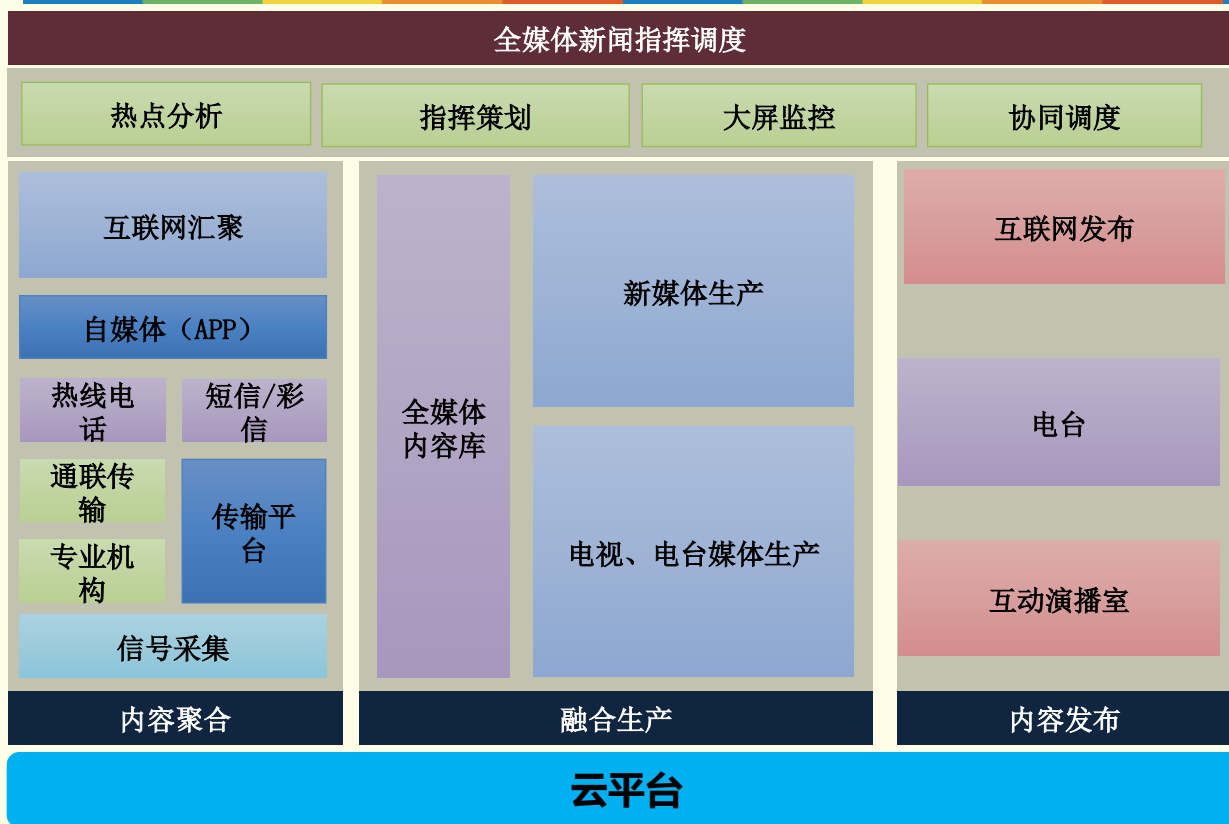 全媒体新闻指挥调度
热点分析
指挥策划
大屏监控
协同调度
互联网汇聚
自媒体（APP）
热线电
话
短信/彩
信
通联传
输
传输平
台
专业机
构
信号采集
内容聚合
全媒体
内容库
新媒体生产
电视、电台媒体生产
融合生产
互联网发布
电台
互动演播室
内容发布
云平台